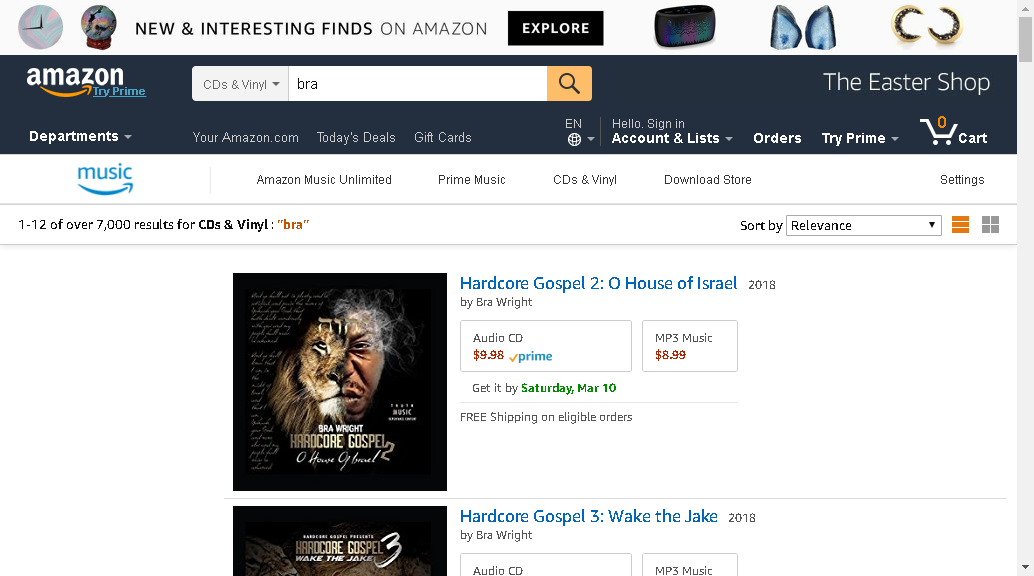 NEW & INTERESTING FINDS ON AMAZON EXPLORE
amazon
Try Prime
CDs & Vinyl bra
The Easter Shop
Departments
Your Amazon.com Today's Deals Gift Cards
EN
Hello. Sign in
Account & Lists Orders Try Prime 0 Cart
music
Amazon Music Unlimited Prime Music CDs & Vinyl Download Store Settings
1-12 of over 7,000 results for CDs & Vinyl : "bra"
Sort by Relevance
Hardcore Gospel 2: O House of Israel 2018
by Bra Wright
Audio CD
$9.98 prime
MP3 Music
$8.99
Get it by Saturday, Mar 10
FREE Shipping on eligible orders
TRUTH
MUSIC
BRA WRIGHT
HARDCORE GOSPEL 2
O House Of Israel
Hardcore Gospel 3: Wake the Jake 2018
by Bra Wright
Audio CD
MP3 Music
HARDCORE GOSPEL PRESENTS
HARDCORE GOSPEL 3
WAKE THE JAKE